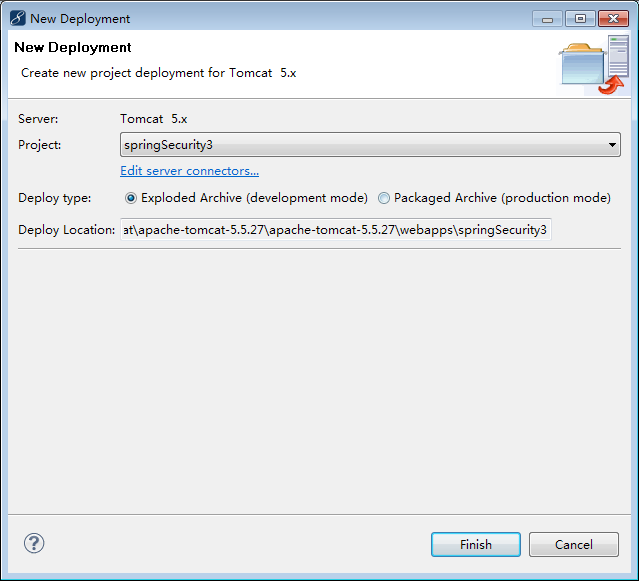 New Deployment
New Deployment
Create new project deployment for Tomcat 5.x
Server: Tomcat 5.x
Project: springSecurity3
Edit server connectors...
Deploy type: Exploded Archive (development mode) Packaged Archive (production mode)
Deploy Location: at\apache-tomcat-5.5.27\apache-tomcat-5.5.27\webapps\springSecurity3
? Finish Cancel